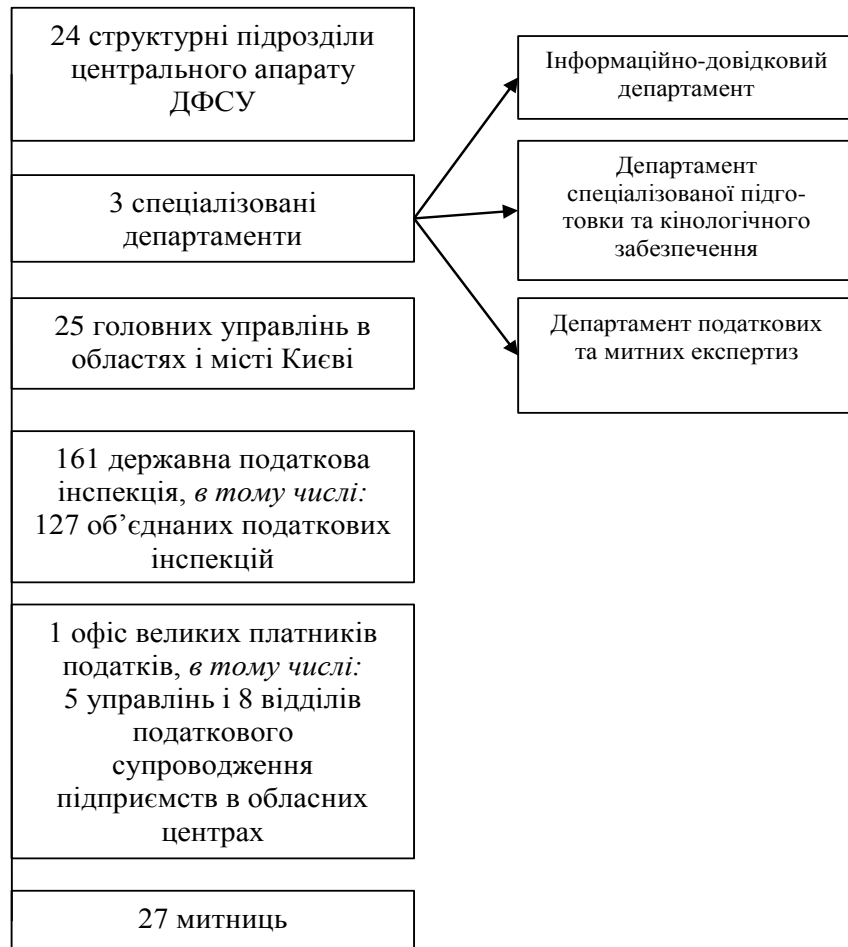 24 структурні підрозділи
центрального апарату
ДФСУ
3 спеціалізовані
департаменти
Інформаційно-довідковий
департамент
Департамент
спеціалізованої підго-
товки та кінологічного
забезпечення
Департамент податкових
та митних експертиз
25 головних управлінь в
областях і місті Києві
161 державна податкова
інспекція, в тому числі:
127 об’єднаних податкових
інспекцій
1 офіс великих платників
податків, в тому числі:
5 управлінь і 8 відділів
податкового
супроводження
підприємств в обласних
центрах
27 митниць